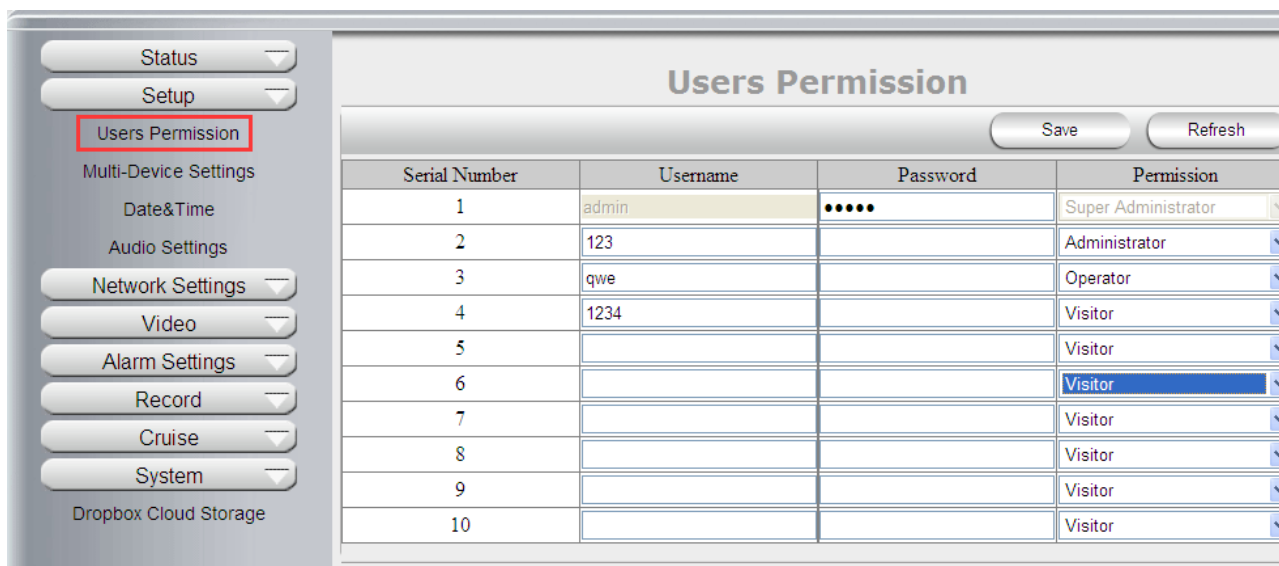 Status
Setup
Users Permission
Multi-Device Settings
Date&Time
Audio Settings
Network Settings
Video
Alarm Settings
Record
Cruise
System
Dropbox Cloud Storage
Users Permission
Save Refresh
Serial Number Username Password Permission
1 admin ••••• Super Administrator
2 123 Administrator
3 qwe Operator
4 1234 Visitor
5 Visitor
6 Visitor
7 Visitor
8 Visitor
9 Visitor
10 Visitor